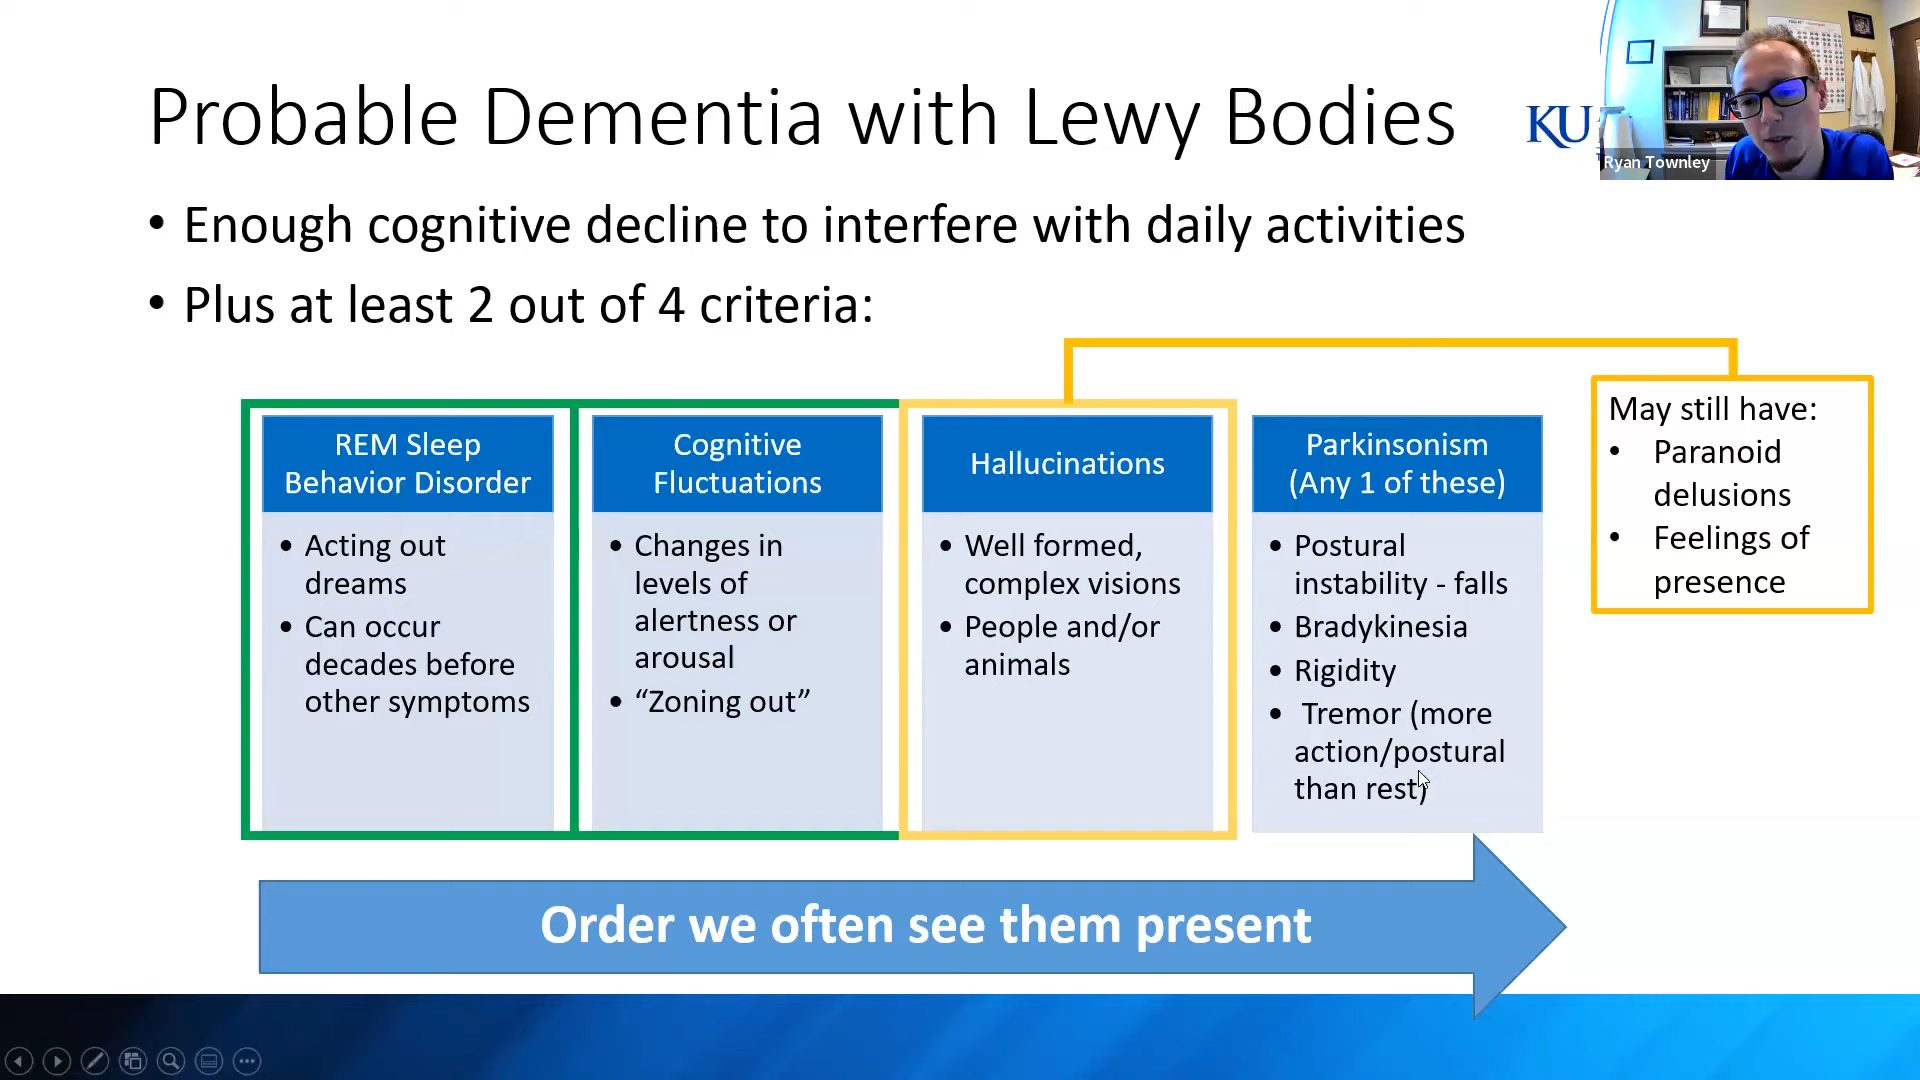 Probable Dementia with Lewy Bodies
KU
Ryan Townley
• Enough cognitive decline to interfere with daily activities
• Plus at least 2 out of 4 criteria:
REM Sleep
Behavior Disorder
• Acting out
dreams
• Can occur
decades before
other symptoms
Cognitive
Fluctuations
• Changes in
levels of
alertness or
arousal
• “Zoning out”
Hallucinations
• Well formed,
complex visions
• People and/or
animals
Parkinsonism
(Any 1 of these)
• Postural
instability - falls
• Bradykinesia
• Rigidity
• Tremor (more
action/postural
than rest)
May still have:
• Paranoid
delusions
• Feelings of
presence
Order we often see them present